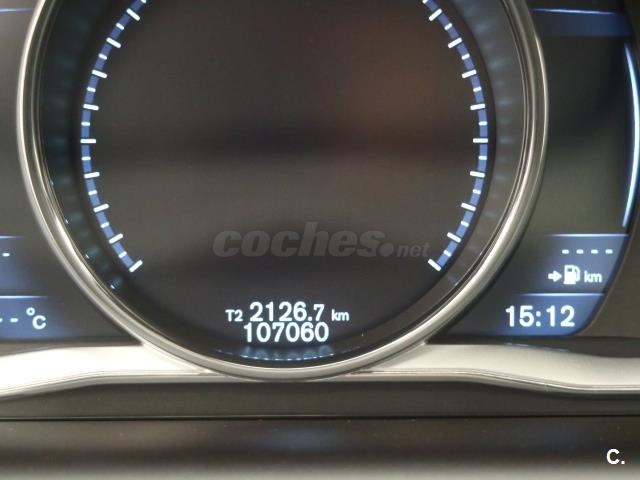 coches.net
- - - -
km
-- °C
T2 2126.7 km
107060
15:12
C.